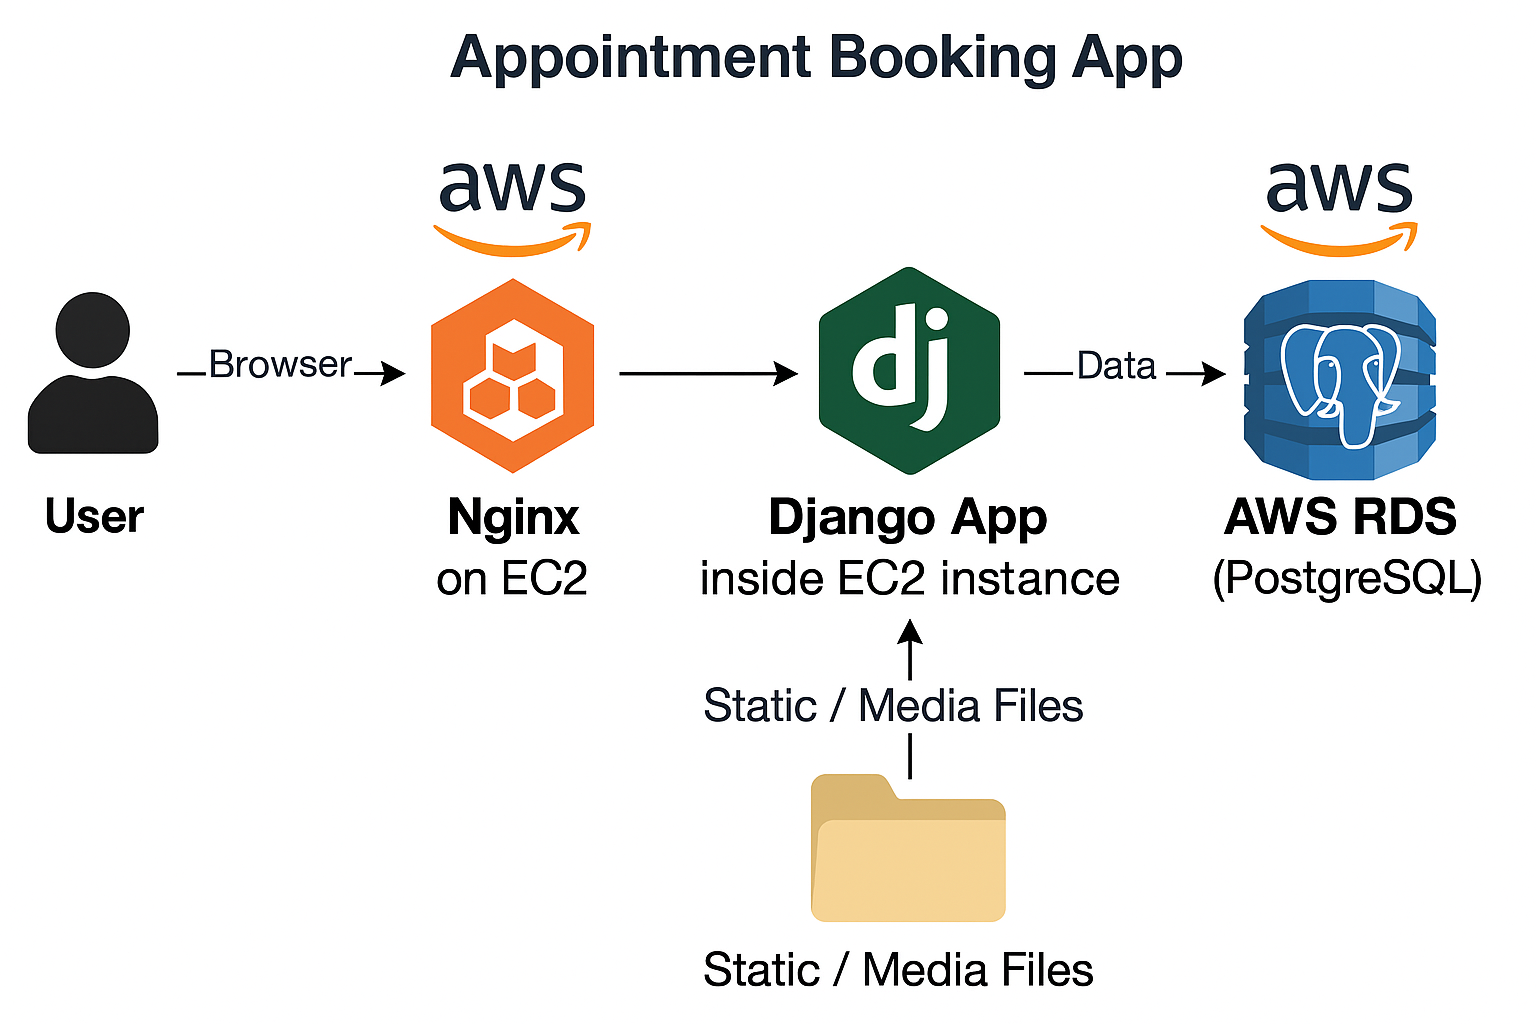 Appointment Booking App
aws
aws
Browser
Data
dj
User
Nginx
on EC2
Django App
inside EC2 instance
AWS RDS
(PostgreSQL)
Static / Media Files
Static / Media Files